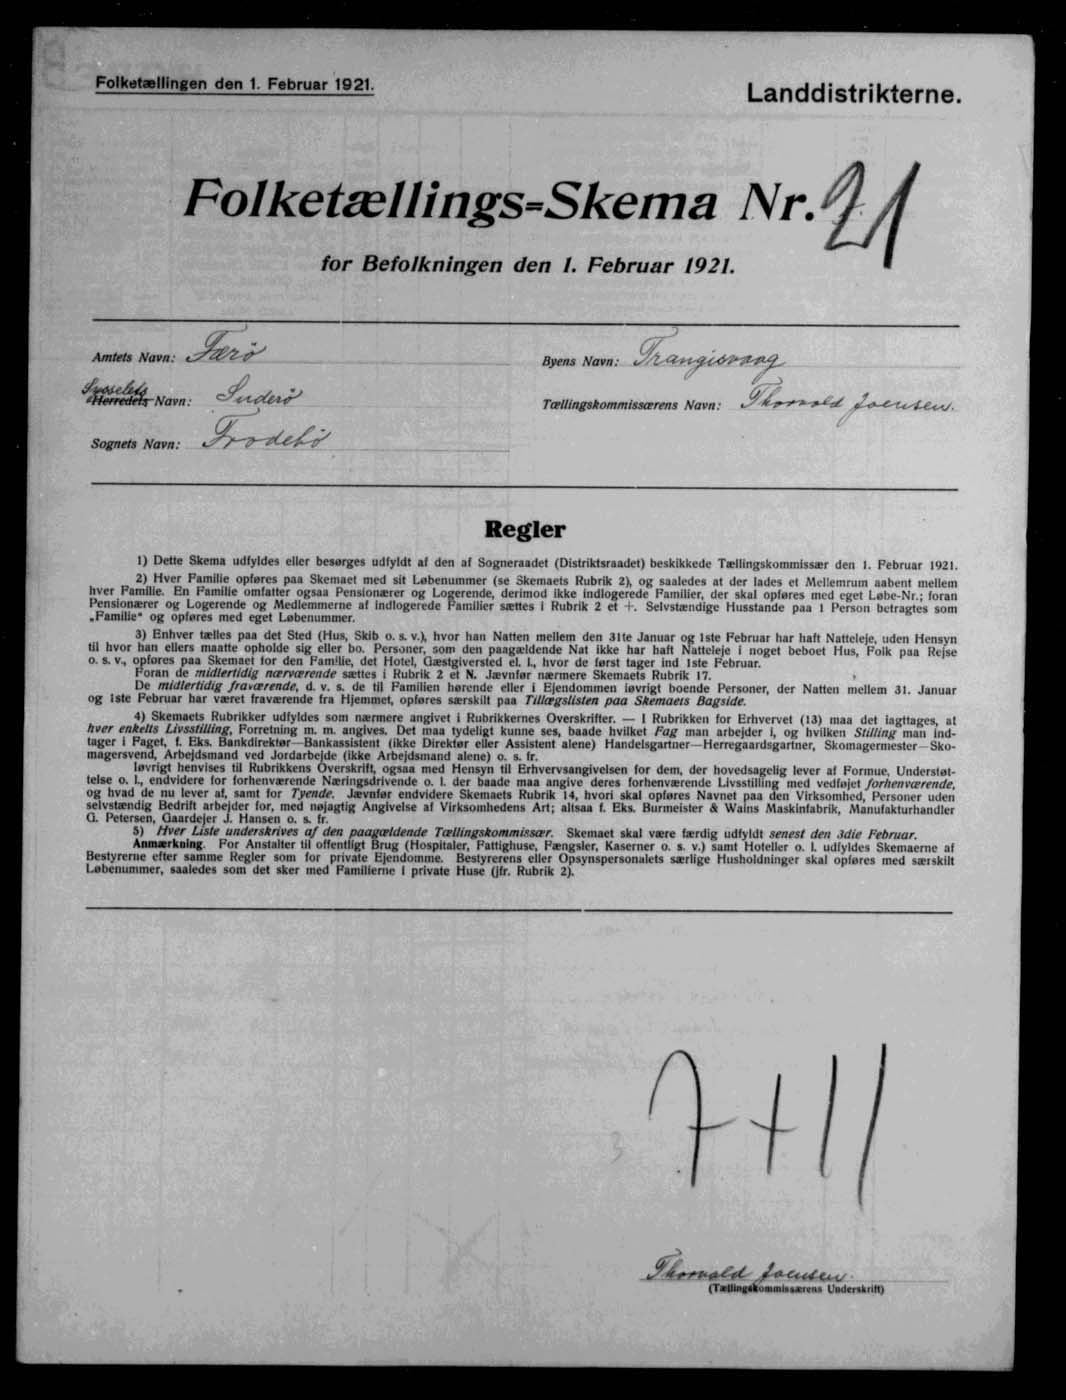 Folketællingen den 1. Februar 1921.
Landdistrikterne.
Folketællings=Skema Nr. 21
for Befolkningen den 1. Februar 1921.
Amtets Navn: Færø
Byens Navn: Trangisvaag
Sysselets
Herredets Navn: Suderø
Tællingskommissærens Navn: Thorvald Joensen.
Sognets Navn: Frodebø
Regler
1) Dette Skema udfyldes eller besørges udfyldt af den af Sogneraadet (Distriktsraadet) beskikkede Tællingskommissær den 1. Februar 1921.
2) Hver Familie opføres paa Skemaet med sit Løbenummer (se Skemaets Rubrik 2), og saaledes at der lades et Mellemrum aabent mellem
hver Familie. En Familie omfatter ogsaa Pensionærer og Logerende, derimod ikke indlogerede Familier, der skal opføres med eget Løbe-Nr.; foran
Pensionærer og Logerende og Medlemmerne af indlogerede Familier sættes i Rubrik 2 et +. Selvstændige Husstande paa 1 Person betragtes som
„Familie“ og opføres med eget Løbenummer.
3) Enhver tælles paa det Sted (Hus, Skib o. s. v.), hvor han Natten mellem den 31te Januar og 1ste Februar har haft Natteleje, uden Hensyn
til hvor han ellers maatte opholde sig eller bo. Personer, som den paagældende Nat ikke har haft Natteleje i noget beboet Hus, Folk paa Rejse
o. s. v., opføres paa Skemaet for den Familie, det Hotel, Gæstgiversted el. l., hvor de først tager ind 1ste Februar.
Foran de midlertidig nærværende sættes i Rubrik 2 et N. Jævnfør nærmere Skemaets Rubrik 17.
De midlertidig fraværende, d. v. s. de til Familien hørende eller i Ejendommen iøvrigt boende Personer, der Natten mellem 31. Januar
og 1ste Februar har været fraværende fra Hjemmet, opføres særskilt paa Tillægslisten paa Skemaets Bagside.
4) Skemaets Rubrikker udfyldes som nærmere angivet i Rubrikkernes Overskrifter. — I Rubrikken for Erhvervet (13) maa det iagttages, at
hver enkelts Livsstilling, Forretning m. m. angives. Det maa tydeligt kunne ses, baade hvilket Fag man arbejder i, og hvilken Stilling man ind-
tager i Faget, f. Eks. Bankdirektør—Bankassistent (ikke Direktør eller Assistent alene) Handelsgartner—Herregaardsgartner, Skomagermester—Sko-
magersvend, Arbejdsmand ved Jordarbejde (ikke Arbejdsmand alene) o. s. fr.
Iøvrigt henvises til Rubrikkens Overskrift, ogsaa med Hensyn til Erhvervsangivelsen for dem, der hovedsagelig lever af Formue, Understøt-
telse o. l., endvidere for forhenværende Næringsdrivende o. l. der baade maa angive deres forhenværende Livsstilling med vedføjet forhenværende,
og hvad de nu lever af, samt for Tyende. Jævnfør endvidere Skemaets Rubrik 14, hvori skal opføres Navnet paa den Virksomhed, Personer uden
selvstændig Bedrift arbejder for, med nøjagtig Angivelse af Virksomhedens Art; altsaa f. Eks. Burmeister & Wains Maskinfabrik, Manufakturhandler
G. Petersen, Gaardejer J. Hansen o. s. fr.
5) Hver Liste underskrives af den paagældende Tællingskommissær. Skemaet skal være færdig udfyldt senest den 3die Februar.
Anmærkning. For Anstalter til offentligt Brug (Hospitaler, Fattighuse, Fængsler, Kaserner o. s. v.) samt Hoteller o. l. udfyldes Skemaerne af
Bestyrerne efter samme Regler som for private Ejendomme. Bestyrerens eller Opsynspersonalets særlige Husholdninger skal opføres med særskilt
Løbenummer, saaledes som det sker med Familierne i private Huse (jfr. Rubrik 2).
7+11
3
Thorvald Joensen.
(Tællingskommissærens Underskrift)